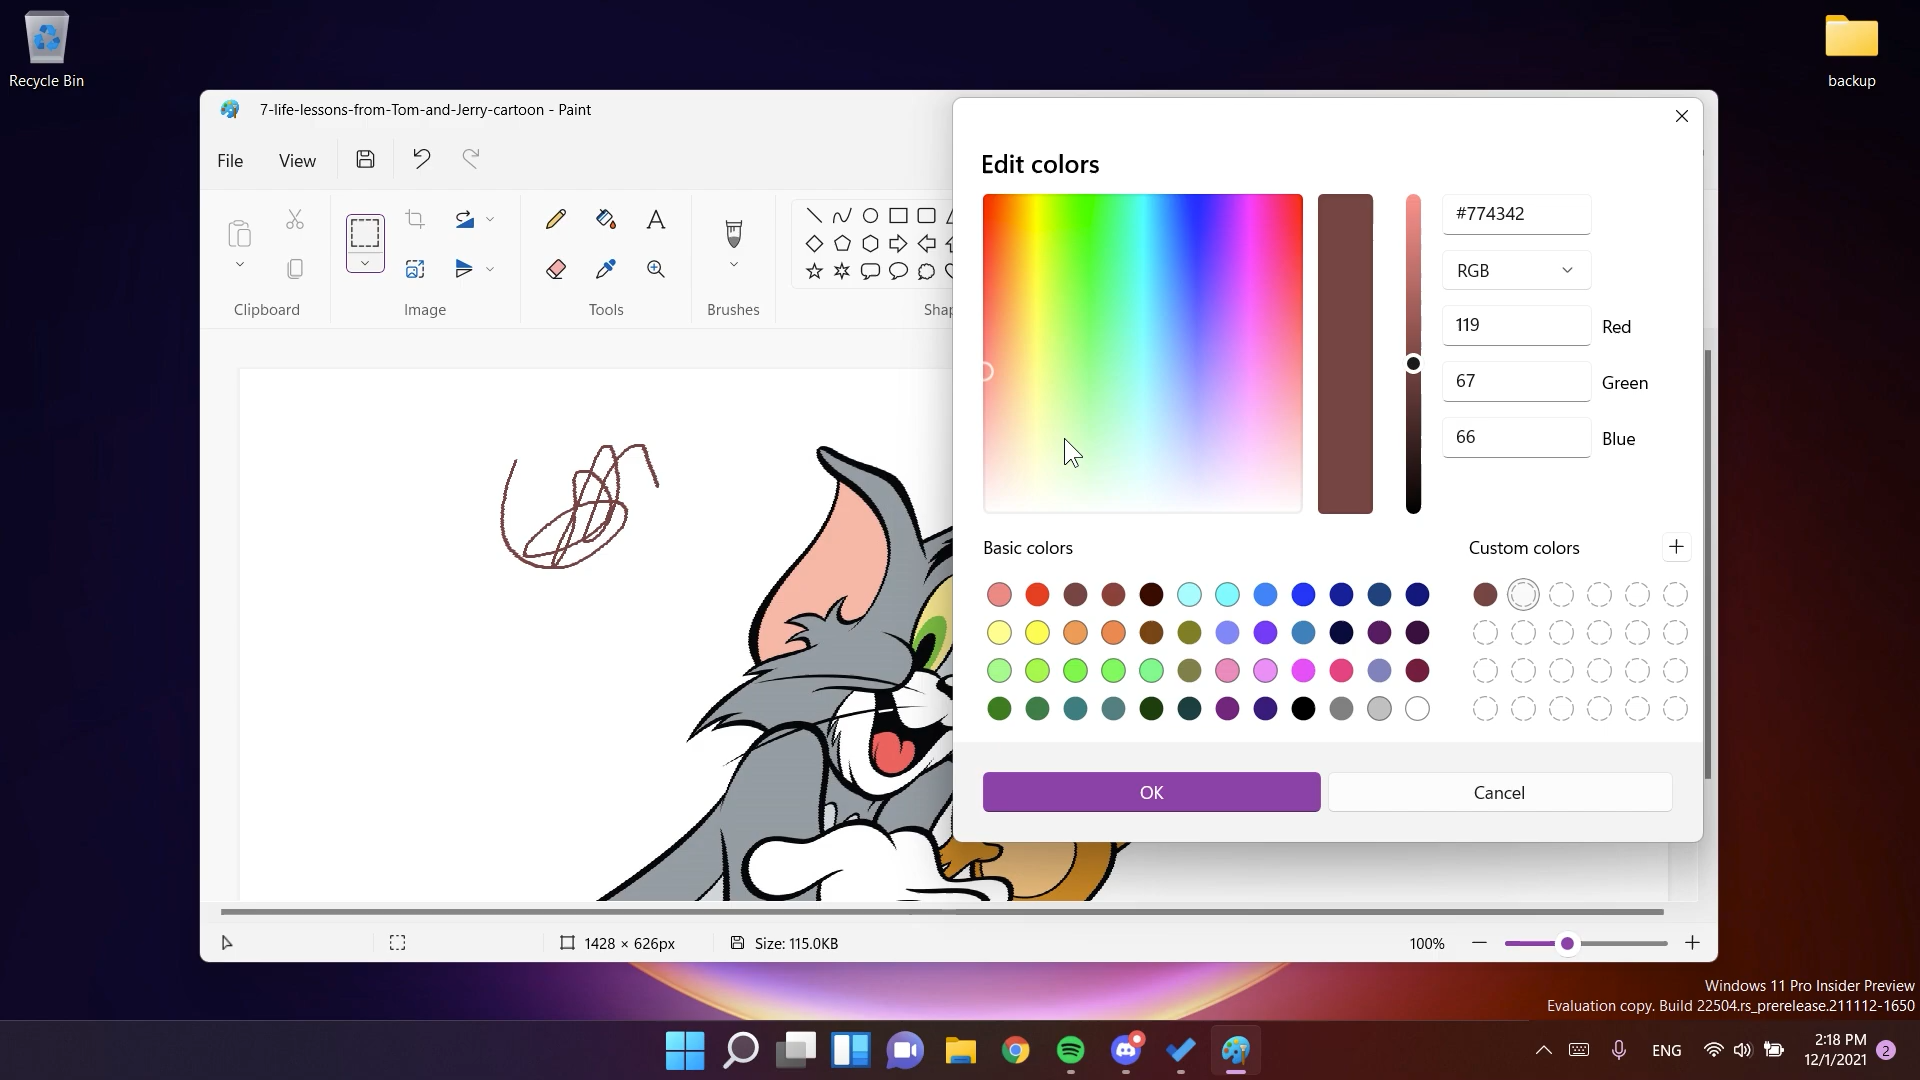 Recycle Bin
backup
7-life-lessons-from-Tom-and-Jerry-cartoon - Paint
File View
Clipboard
Image
Tools
Brushes
Shap
Edit colors
#774342
RGB
119 Red
67 Green
66 Blue
Basic colors
Custom colors
OK
Cancel
1428 × 626px
Size: 115.0KB
100%
Windows 11 Pro Insider Preview
Evaluation copy. Build 22504.rs_prerelease.211112-1650
ENG
2:18 PM
12/1/2021
2